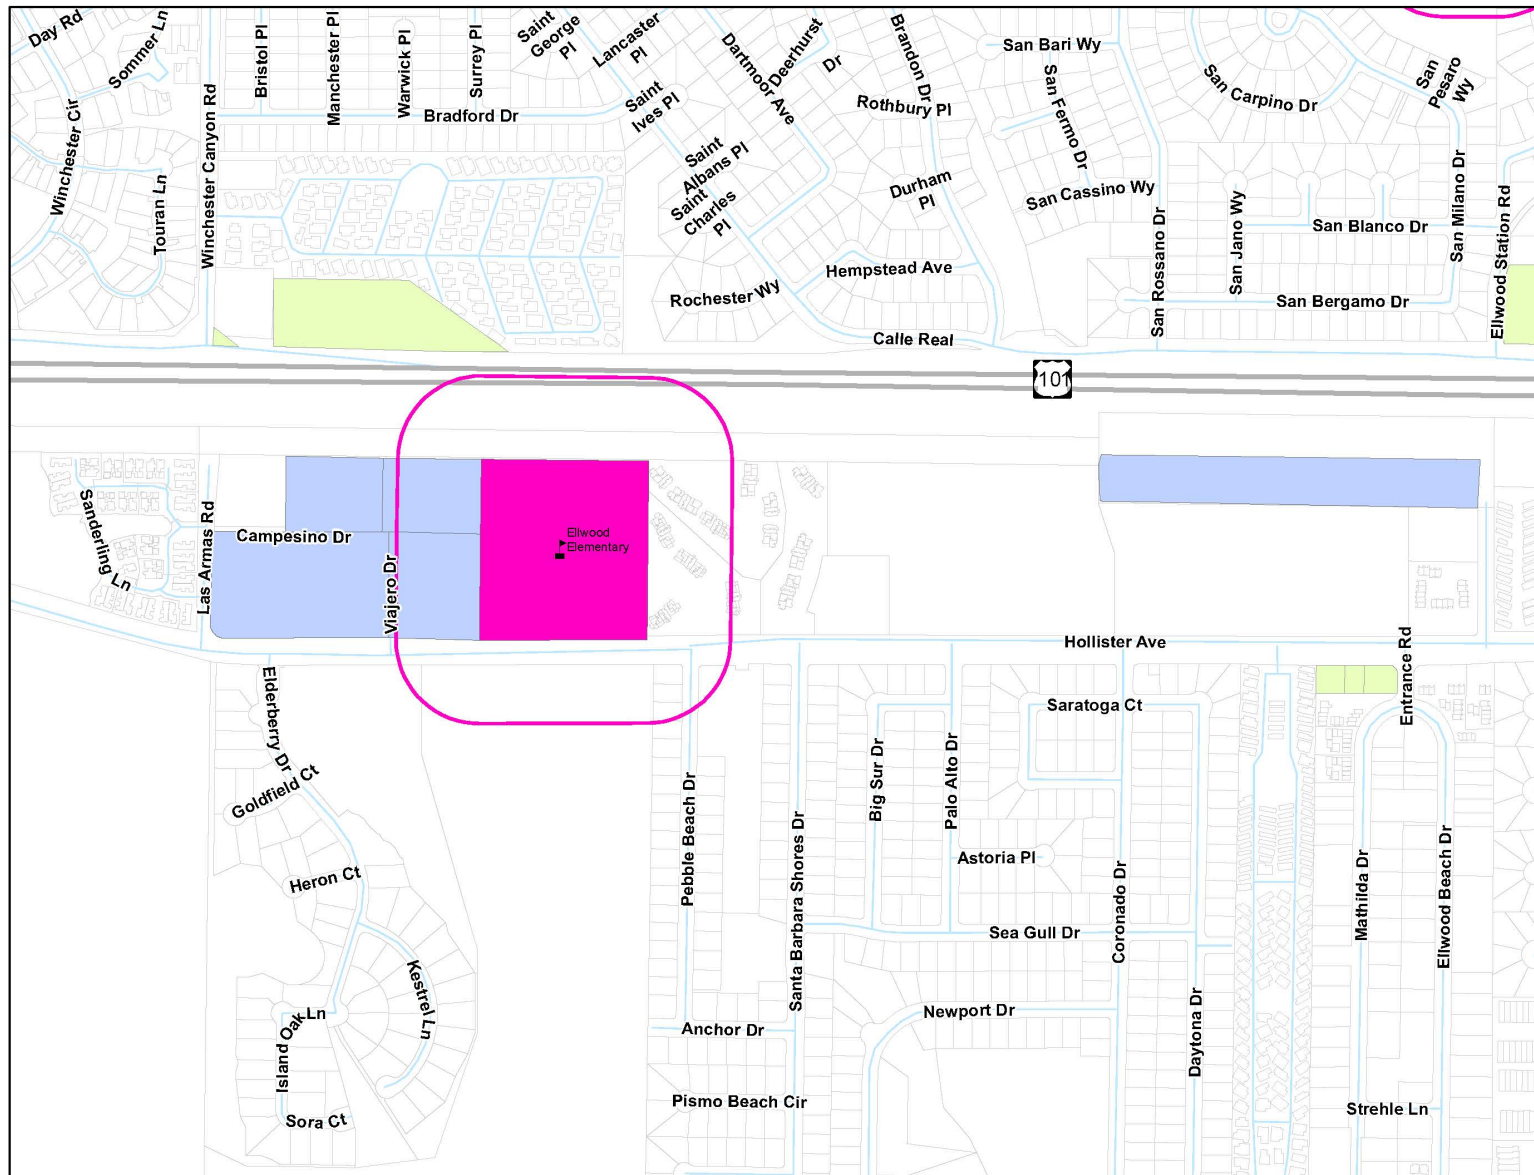 Day Rd
Sommer Ln
Winchester Cir
Touran Ln
Winchester Canyon Rd
Bristol Pl
Manchester Pl
Warwick Pl
Surrey Pl
Bradford Dr
Saint
George
Pl
Lancaster
Pl
Saint
Ives Pl
Saint
Albans Pl
Saint
Charles
Pl
Dartmoor Ave
Deerhurst
Dr
Brandon Dr
Rothbury Pl
Durham
Pl
Hempstead Ave
Rochester Wy
Calle Real
San Bari Wy
San Fermo Dr
San Cassino Wy
San Carpino Dr
San
Pesaro
Wy
San Rossano Dr
San Jano Wy
San Blanco Dr
San Milano Dr
San Bergamo Dr
Ellwood Station Rd
101
Sanderling
Ln
Las Armas Rd
Campesino Dr
Viajero Dr
Ellwood
Elementary
Hollister Ave
Entrance Rd
Elderberry Dr
Goldfield Ct
Heron Ct
Kestrel Ln
Oak Ln
Island
Sora Ct
Pebble Beach Dr
Santa Barbara Shores Dr
Big Sur Dr
Palo Alto Dr
Saratoga Ct
Astoria Pl
Coronado Dr
Sea Gull Dr
Newport Dr
Daytona Dr
Anchor Dr
Pismo Beach Cir
Mathilda Dr
Ellwood Beach Dr
Strehle Ln